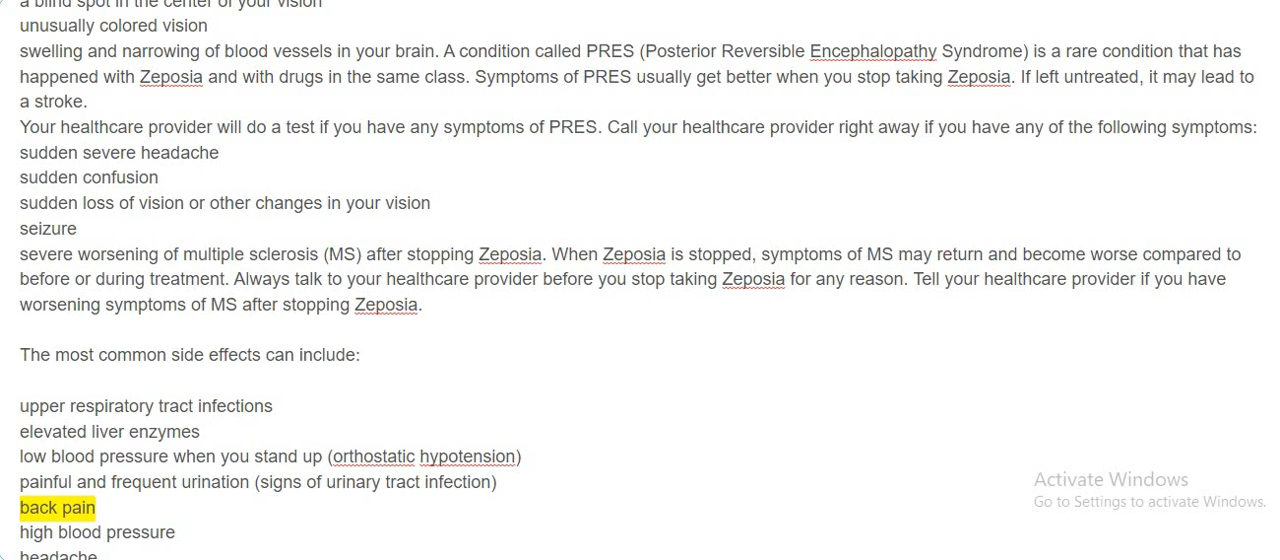 a blind spot in the center of your vision
unusually colored vision
swelling and narrowing of blood vessels in your brain. A condition called PRES (Posterior Reversible Encephalopathy Syndrome) is a rare condition that has
happened with Zeposia and with drugs in the same class. Symptoms of PRES usually get better when you stop taking Zeposia. If left untreated, it may lead to
a stroke.
Your healthcare provider will do a test if you have any symptoms of PRES. Call your healthcare provider right away if you have any of the following symptoms:
sudden severe headache
sudden confusion
sudden loss of vision or other changes in your vision
seizure
severe worsening of multiple sclerosis (MS) after stopping Zeposia. When Zeposia is stopped, symptoms of MS may return and become worse compared to
before or during treatment. Always talk to your healthcare provider before you stop taking Zeposia for any reason. Tell your healthcare provider if you have
worsening symptoms of MS after stopping Zeposia.
The most common side effects can include:
upper respiratory tract infections
elevated liver enzymes
low blood pressure when you stand up (orthostatic hypotension)
painful and frequent urination (signs of urinary tract infection)
back pain
high blood pressure
headache
Activate Windows
Go to Settings to activate Windows.